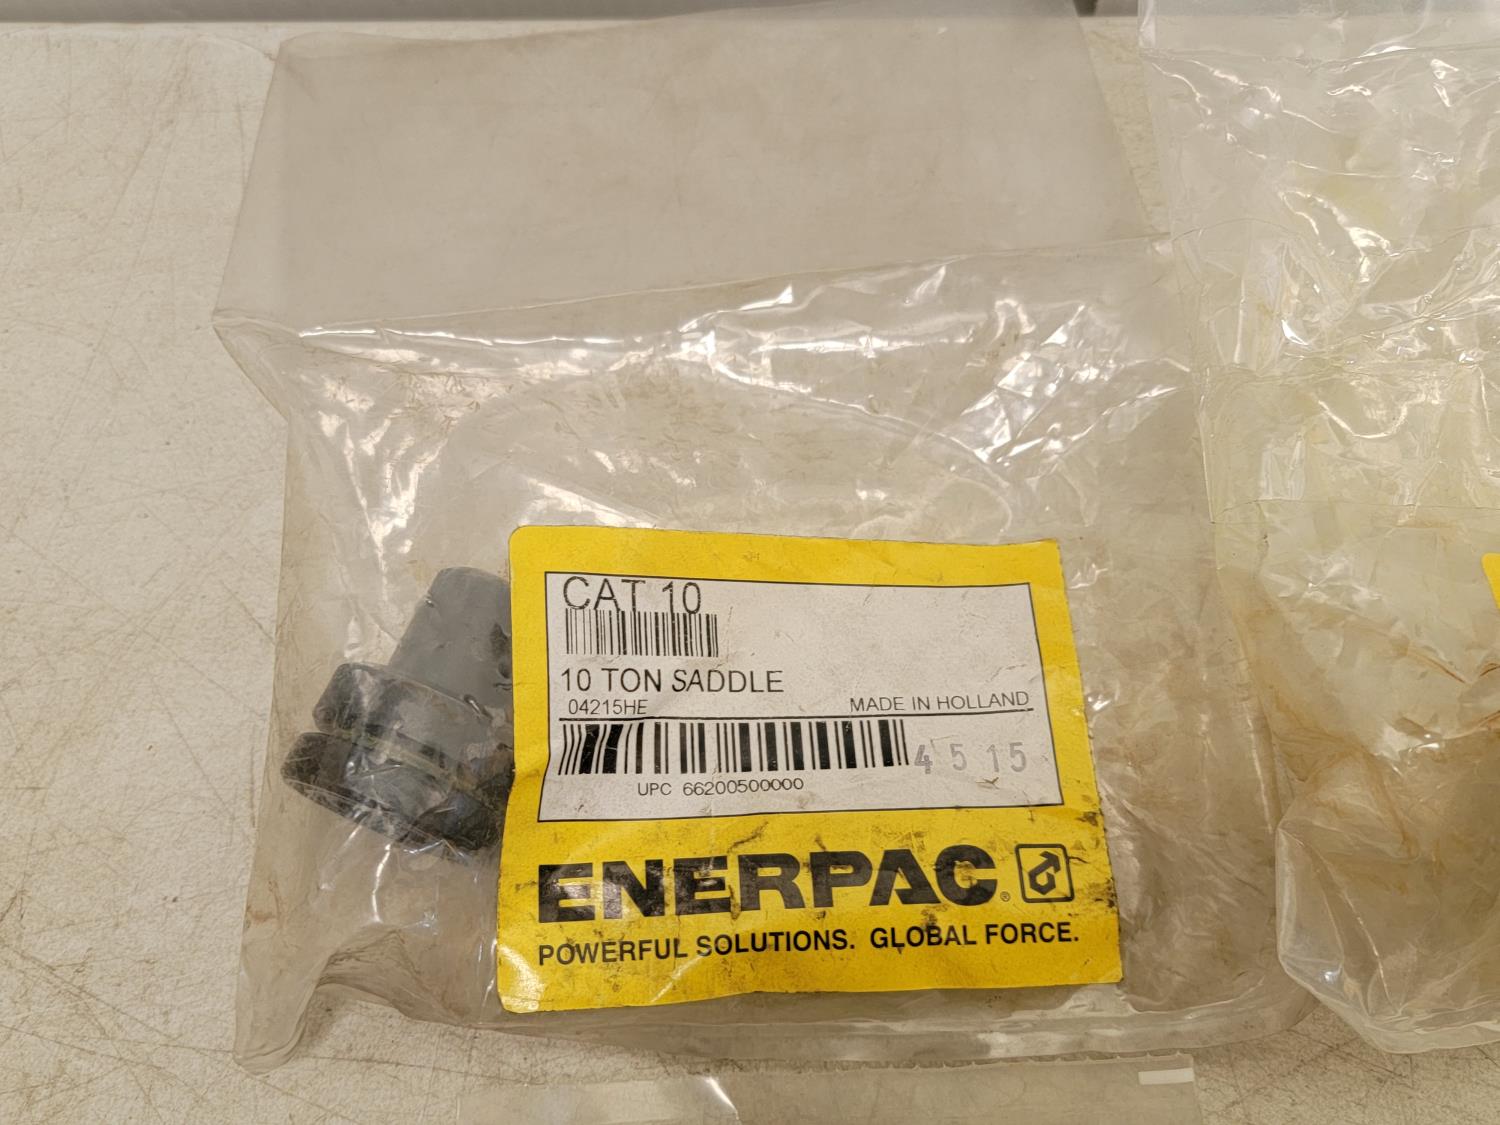 CAT 10
10 TON SADDLE
04215HE MADE IN HOLLAND
4 5 15
UPC 66200500000
ENERPAC®
POWERFUL SOLUTIONS. GLOBAL FORCE.